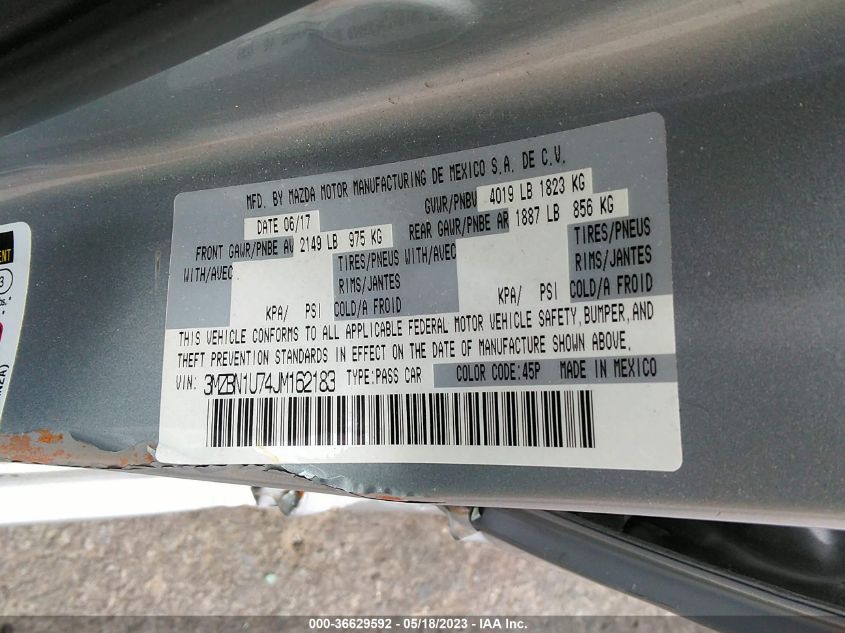 MFD. BY MAZDA MOTOR MANUFACTURING DE MEXICO S.A. DE C.V.
DATE 06/17 GVWR/PNBV 4019 LB 1823 KG
FRONT GAWR/PNBE AV 2149 LB 975 KG REAR GAWR/PNBE AR 1887 LB 856 KG
WITH/AVEC TIRES/PNEUS WITH/AVEC TIRES/PNEUS
RIMS/JANTES RIMS/JANTES
KPA/ PSI COLD/A FROID KPA/ PSI COLD/A FROID
THIS VEHICLE CONFORMS TO ALL APPLICABLE FEDERAL MOTOR VEHICLE SAFETY, BUMPER, AND
THEFT PREVENTION STANDARDS IN EFFECT ON THE DATE OF MANUFACTURE SHOWN ABOVE.
VIN: 3MZBN1U74JM162183 TYPE:PASS CAR COLOR CODE:45P MADE IN MEXICO
000-36629592 - 05/18/2023 - IAA Inc.